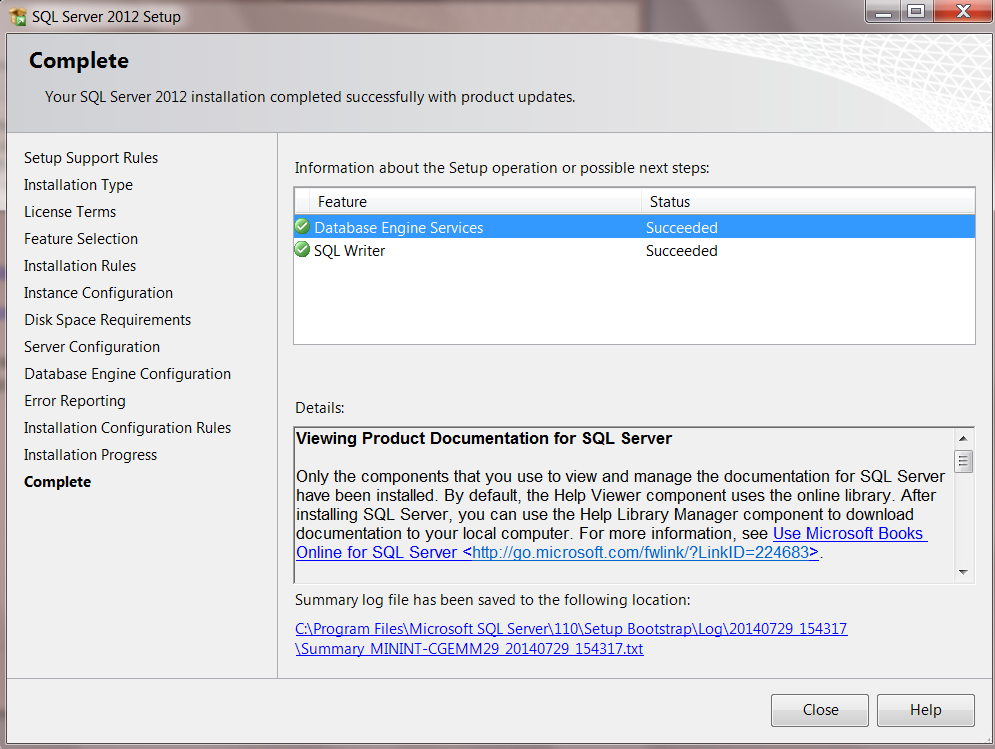 SQL Server 2012 Setup
Complete
Your SQL Server 2012 installation completed successfully with product updates.
Setup Support Rules
Installation Type
License Terms
Feature Selection
Installation Rules
Instance Configuration
Disk Space Requirements
Server Configuration
Database Engine Configuration
Error Reporting
Installation Configuration Rules
Installation Progress
Complete
Information about the Setup operation or possible next steps:
Feature Status
Database Engine Services Succeeded
SQL Writer Succeeded
Details:
Viewing Product Documentation for SQL Server
Only the components that you use to view and manage the documentation for SQL Server
have been installed. By default, the Help Viewer component uses the online library. After
installing SQL Server, you can use the Help Library Manager component to download
documentation to your local computer. For more information, see Use Microsoft Books
Online for SQL Server <http://go.microsoft.com/fwlink/?LinkID=224683>.
Summary log file has been saved to the following location:
C:\Program Files\Microsoft SQL Server\110\Setup Bootstrap\Log\20140729_154317
\Summary_MININT-CGEMM29_20140729_154317.txt
Close Help